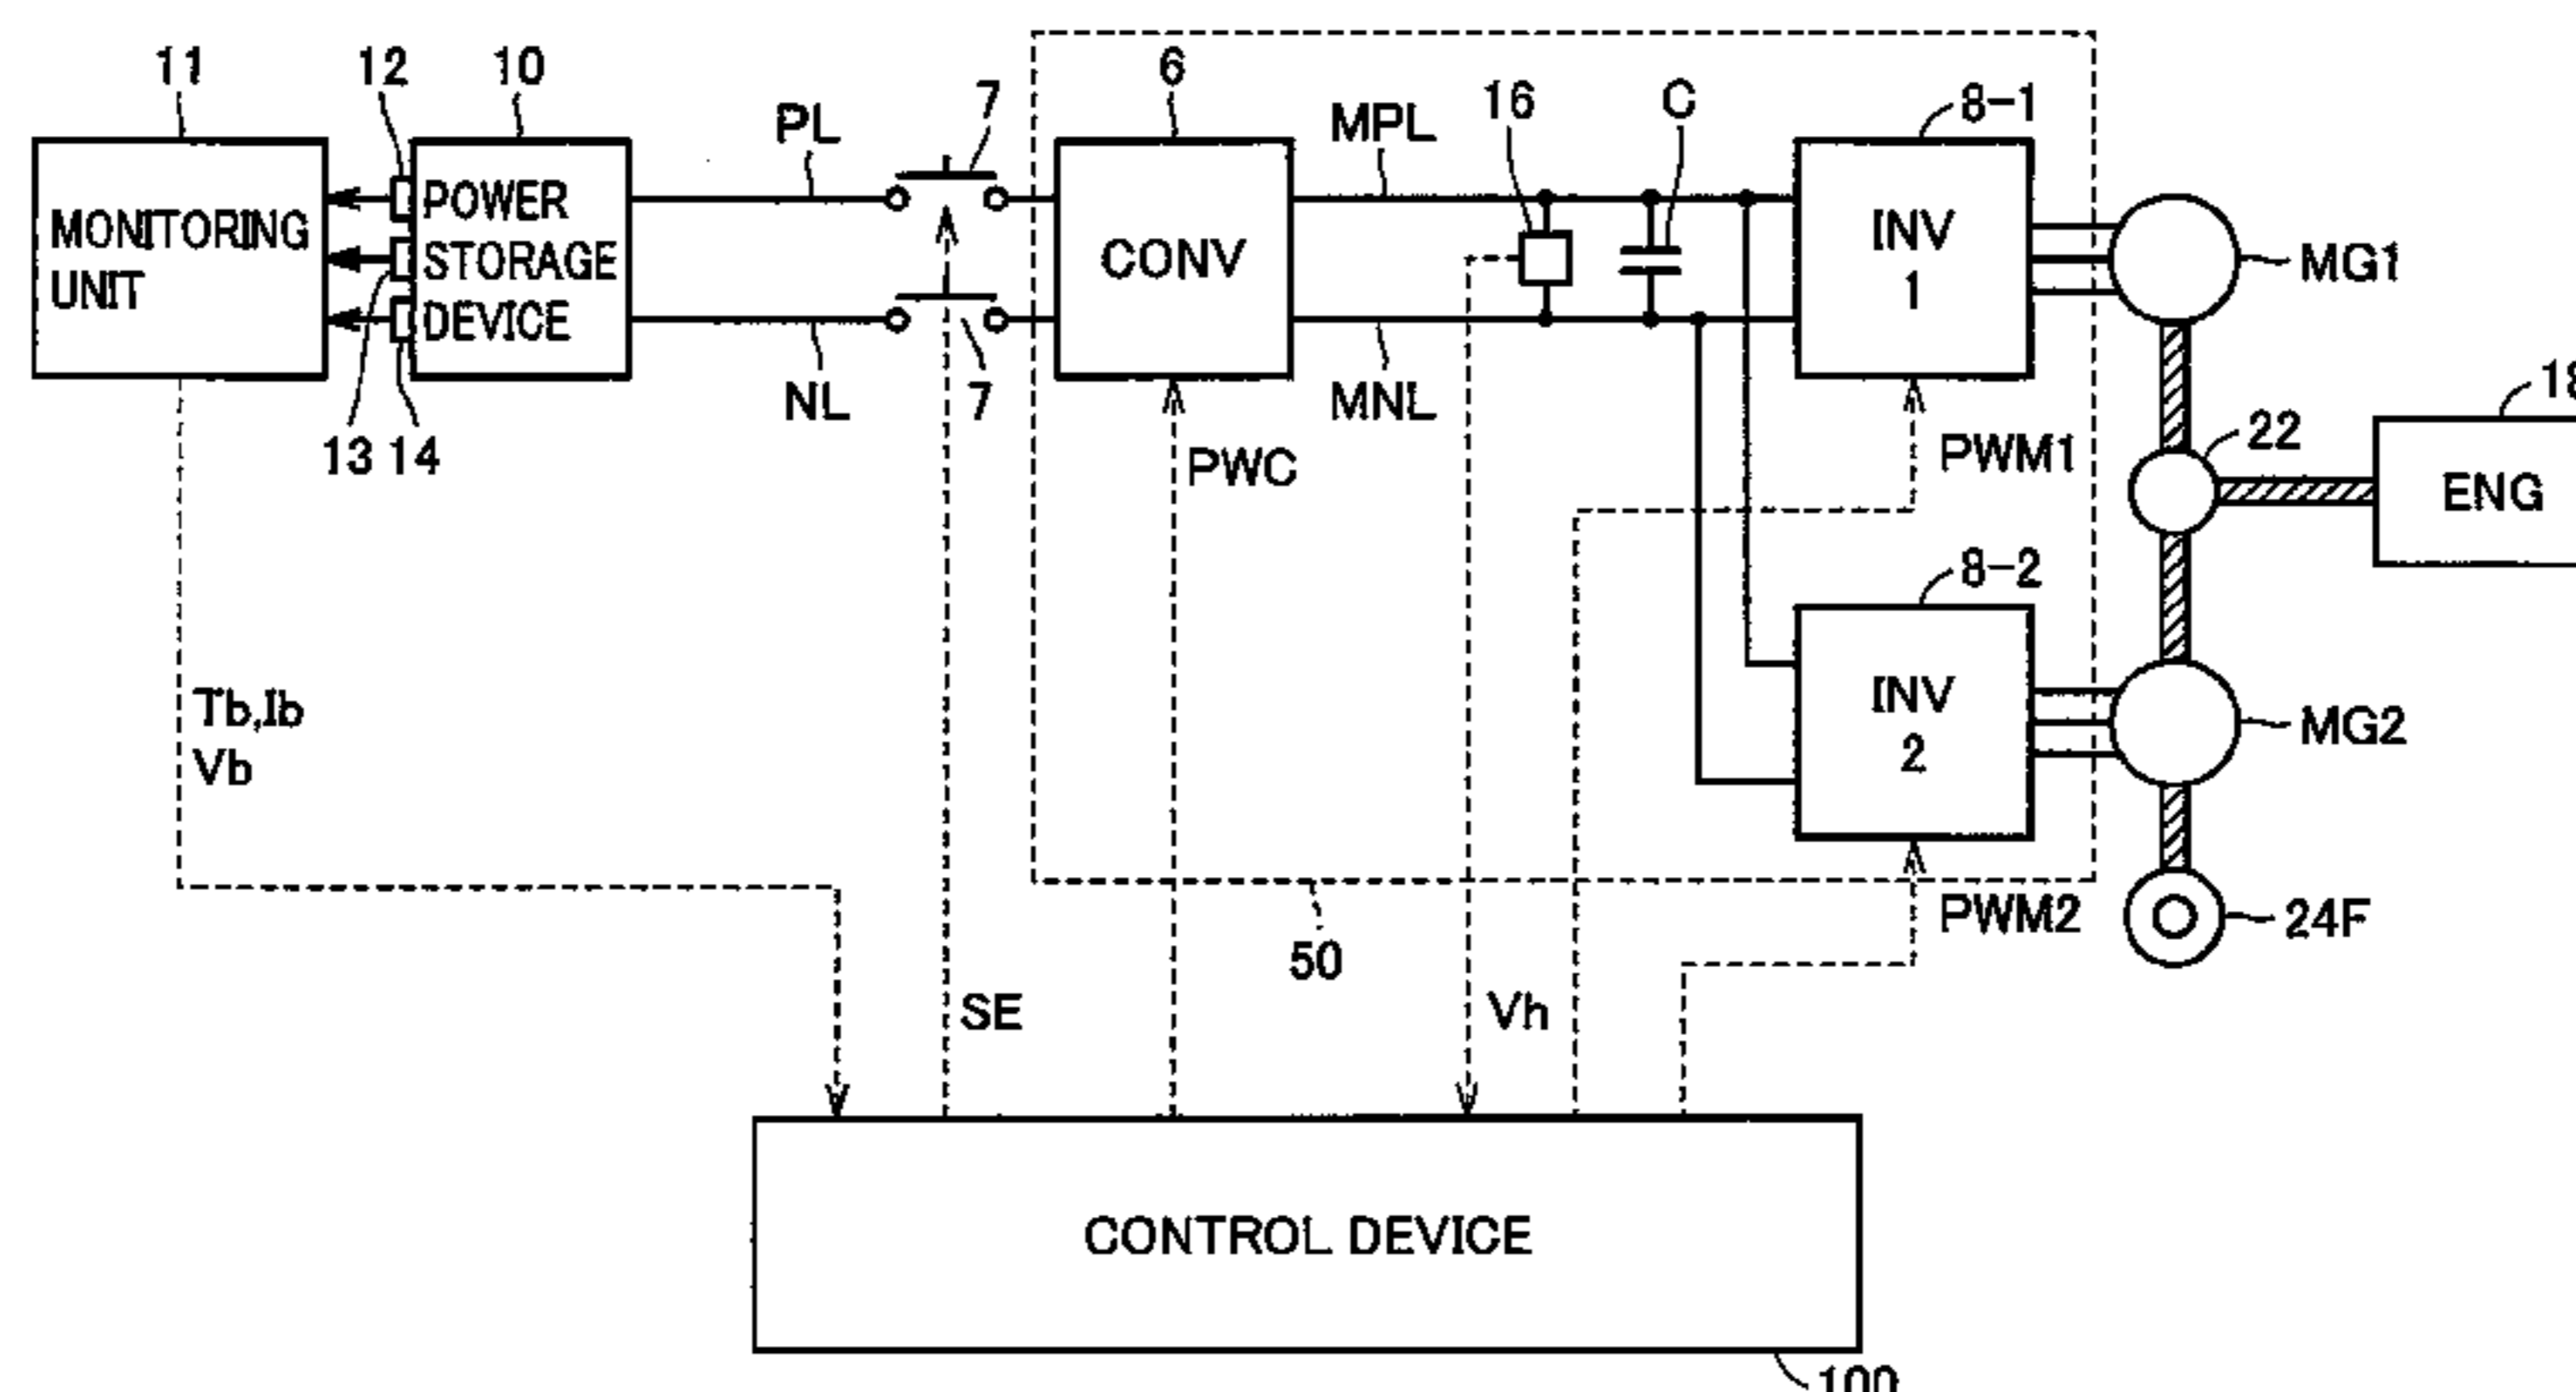 11
12
10
PL
7
6
MPL
16
C
8-1
MONITORING
UNIT
POWER
STORAGE
DEVICE
CONV
INV
1
MG1
13
14
NL
7
MNL
PWC
PWM1
22
18
ENG
8-2
Tb,Ib
Vb
INV
2
MG2
PWM2
24F
50
SE
Vh
CONTROL DEVICE
100